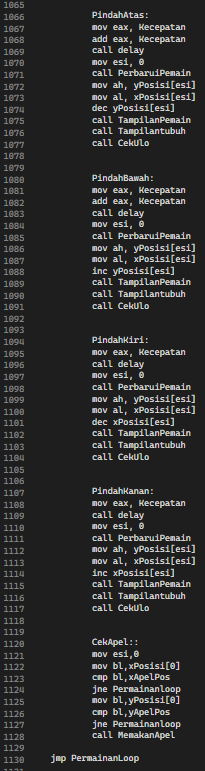 1065
1066 PindahAtas:
1067 mov eax, Kecepatan
1068 add eax, Kecepatan
1069 call delay
1070 mov esi, 0
1071 call PerbaruiPemain
1072 mov ah, yPosisi[esi]
1073 mov al, xPosisi[esi]
1074 dec yPosisi[esi]
1075 call TampilanPemain
1076 call Tampilantubuh
1077 call CekUlo
1078
1079
1080 PindahBawah:
1081 mov eax, Kecepatan
1082 add eax, Kecepatan
1083 call delay
1084 mov esi, 0
1085 call PerbaruiPemain
1086 mov ah, yPosisi[esi]
1087 mov al, xPosisi[esi]
1088 inc yPosisi[esi]
1089 call TampilanPemain
1090 call Tampilantubuh
1091 call CekUlo
1092
1093
1094 PindahKiri:
1095 mov eax, Kecepatan
1096 call delay
1097 mov esi, 0
1098 call PerbaruiPemain
1099 mov ah, yPosisi[esi]
1100 mov al, xPosisi[esi]
1101 dec xPosisi[esi]
1102 call TampilanPemain
1103 call Tampilantubuh
1104 call CekUlo
1105
1106
1107 PindahKanan:
1108 mov eax, Kecepatan
1109 call delay
1110 mov esi, 0
1111 call PerbaruiPemain
1112 mov ah, yPosisi[esi]
1113 mov al, xPosisi[esi]
1114 inc xPosisi[esi]
1115 call TampilanPemain
1116 call Tampilantubuh
1117 call CekUlo
1118
1119
1120 CekApel::
1121 mov esi,0
1122 mov bl,xPosisi[0]
1123 cmp bl,xApelPos
1124 jne Permainanloop
1125 mov bl,yPosisi[0]
1126 cmp bl,yApelPos
1127 jne Permainanloop
1128 call MemakanApel
1129
1130 jmp PermainanLoop